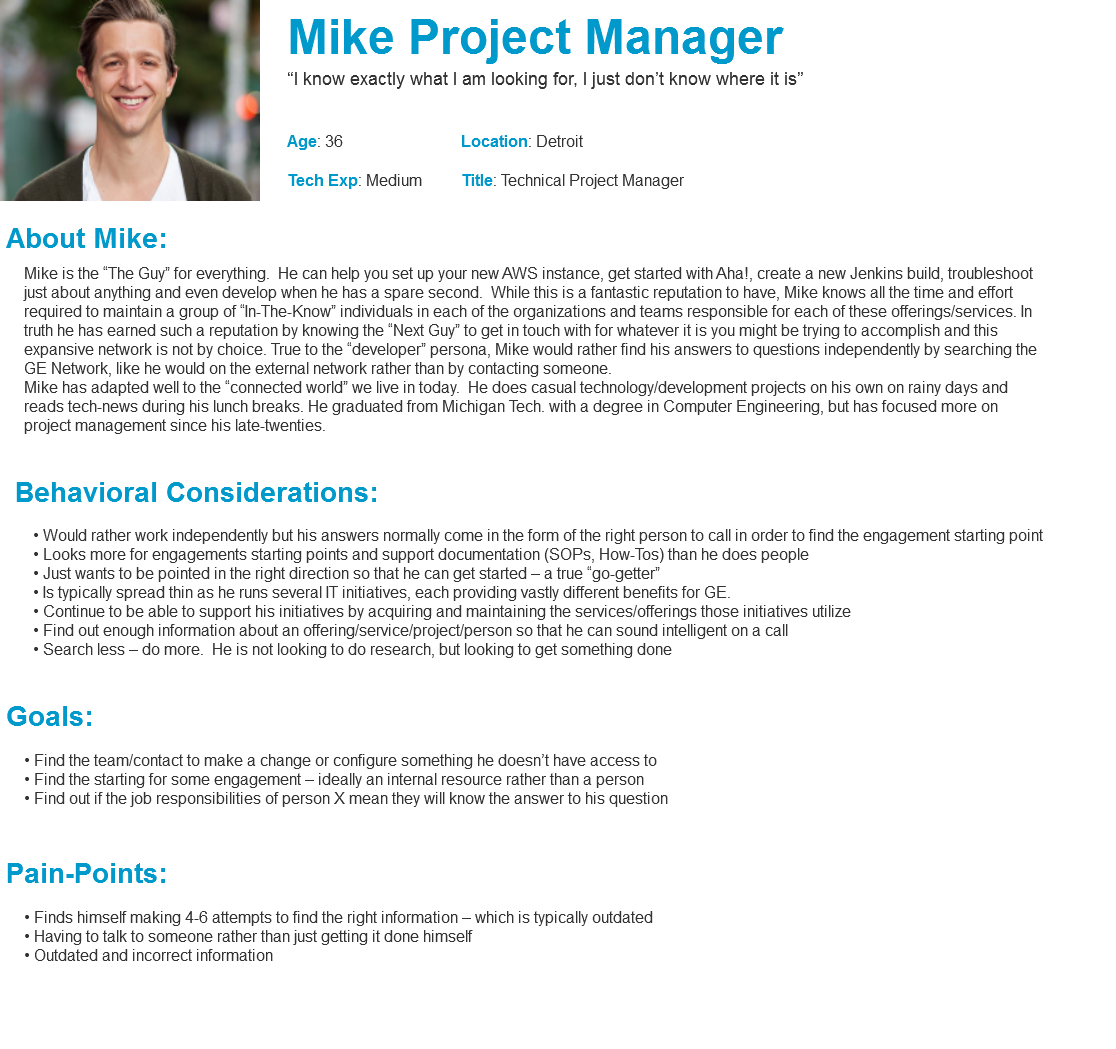 Mike Project Manager
“I know exactly what I am looking for, I just don’t know where it is”
Age: 36 Location: Detroit
Tech Exp: Medium Title: Technical Project Manager
About Mike:
Mike is the “The Guy” for everything.  He can help you set up your new AWS instance, get started with Aha!, create a new Jenkins build, troubleshoot
just about anything and even develop when he has a spare second.  While this is a fantastic reputation to have, Mike knows all the time and effort
required to maintain a group of “In-The-Know” individuals in each of the organizations and teams responsible for each of these offerings/services. In
truth he has earned such a reputation by knowing the “Next Guy” to get in touch with for whatever it is you might be trying to accomplish and this
expansive network is not by choice. True to the “developer” persona, Mike would rather find his answers to questions independently by searching the
GE Network, like he would on the external network rather than by contacting someone.
Mike has adapted well to the “connected world” we live in today.  He does casual technology/development projects on his own on rainy days and
reads tech-news during his lunch breaks. He graduated from Michigan Tech. with a degree in Computer Engineering, but has focused more on
project management since his late-twenties.
Behavioral Considerations:
• Would rather work independently but his answers normally come in the form of the right person to call in order to find the engagement starting point
• Looks more for engagements starting points and support documentation (SOPs, How-Tos) than he does people
• Just wants to be pointed in the right direction so that he can get started – a true “go-getter”
• Is typically spread thin as he runs several IT initiatives, each providing vastly different benefits for GE.
• Continue to be able to support his initiatives by acquiring and maintaining the services/offerings those initiatives utilize
• Find out enough information about an offering/service/project/person so that he can sound intelligent on a call
• Search less – do more.  He is not looking to do research, but looking to get something done
Goals:
• Find the team/contact to make a change or configure something he doesn’t have access to
• Find the starting for some engagement – ideally an internal resource rather than a person
• Find out if the job responsibilities of person X mean they will know the answer to his question
Pain-Points:
• Finds himself making 4-6 attempts to find the right information – which is typically outdated
• Having to talk to someone rather than just getting it done himself
• Outdated and incorrect information